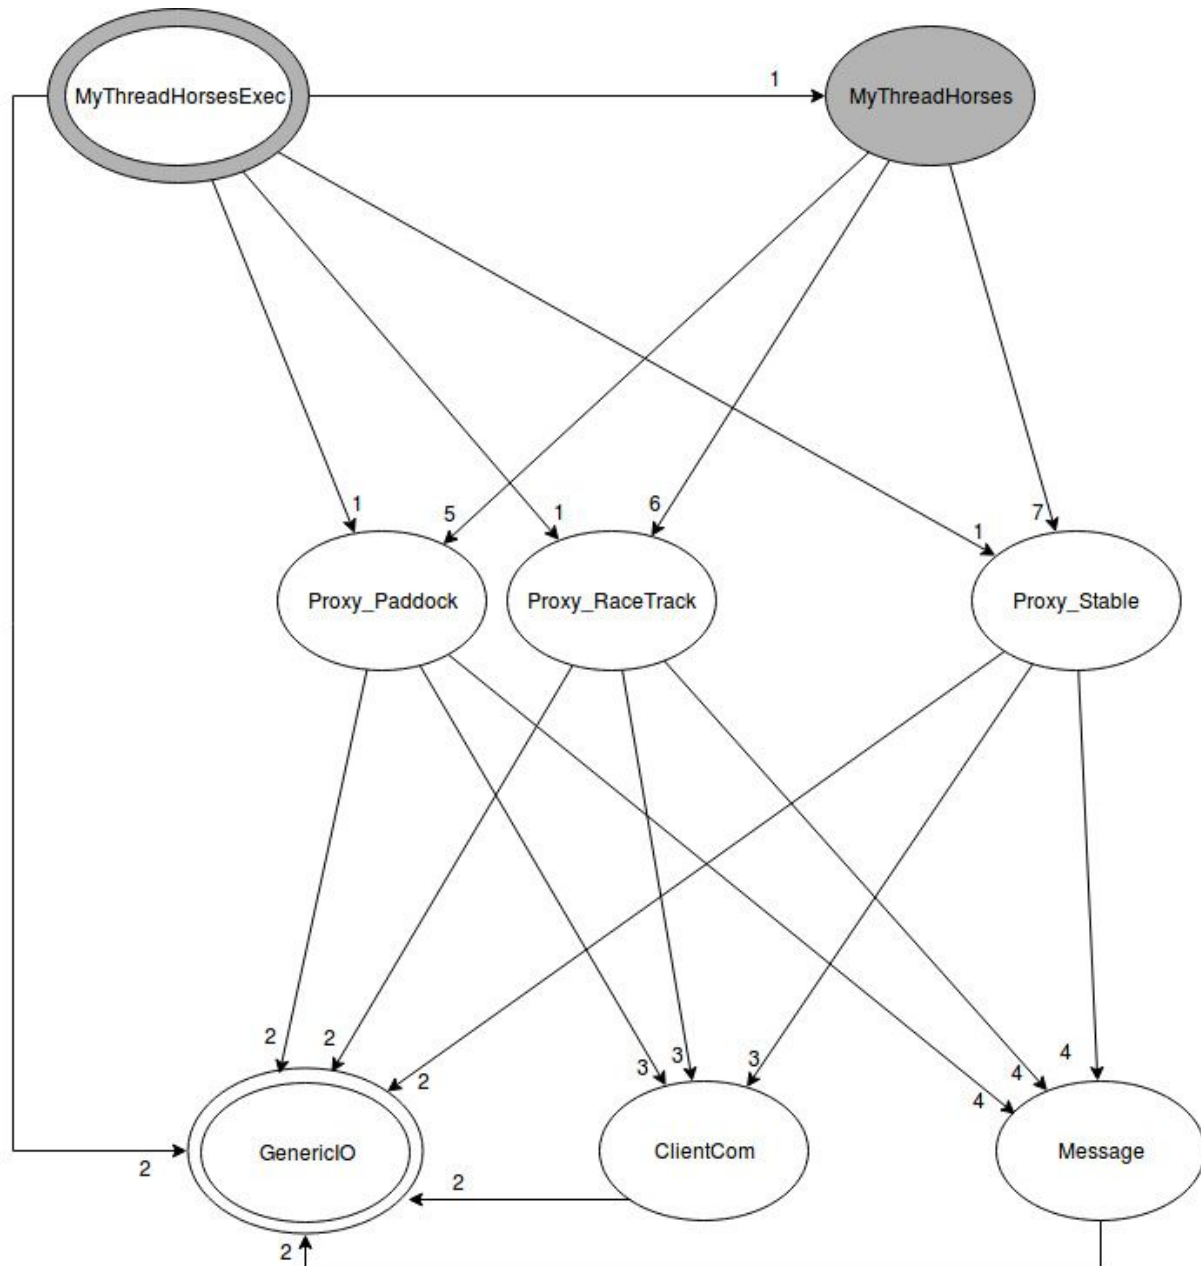 MyThreadHorsesExec
1
MyThreadHorses
1
5
1
6
1
7
Proxy_Paddock
Proxy_RaceTrack
Proxy_Stable
2
2
2
3
3
3
4
4
4
GenericIO
ClientCom
Message
2
2
2